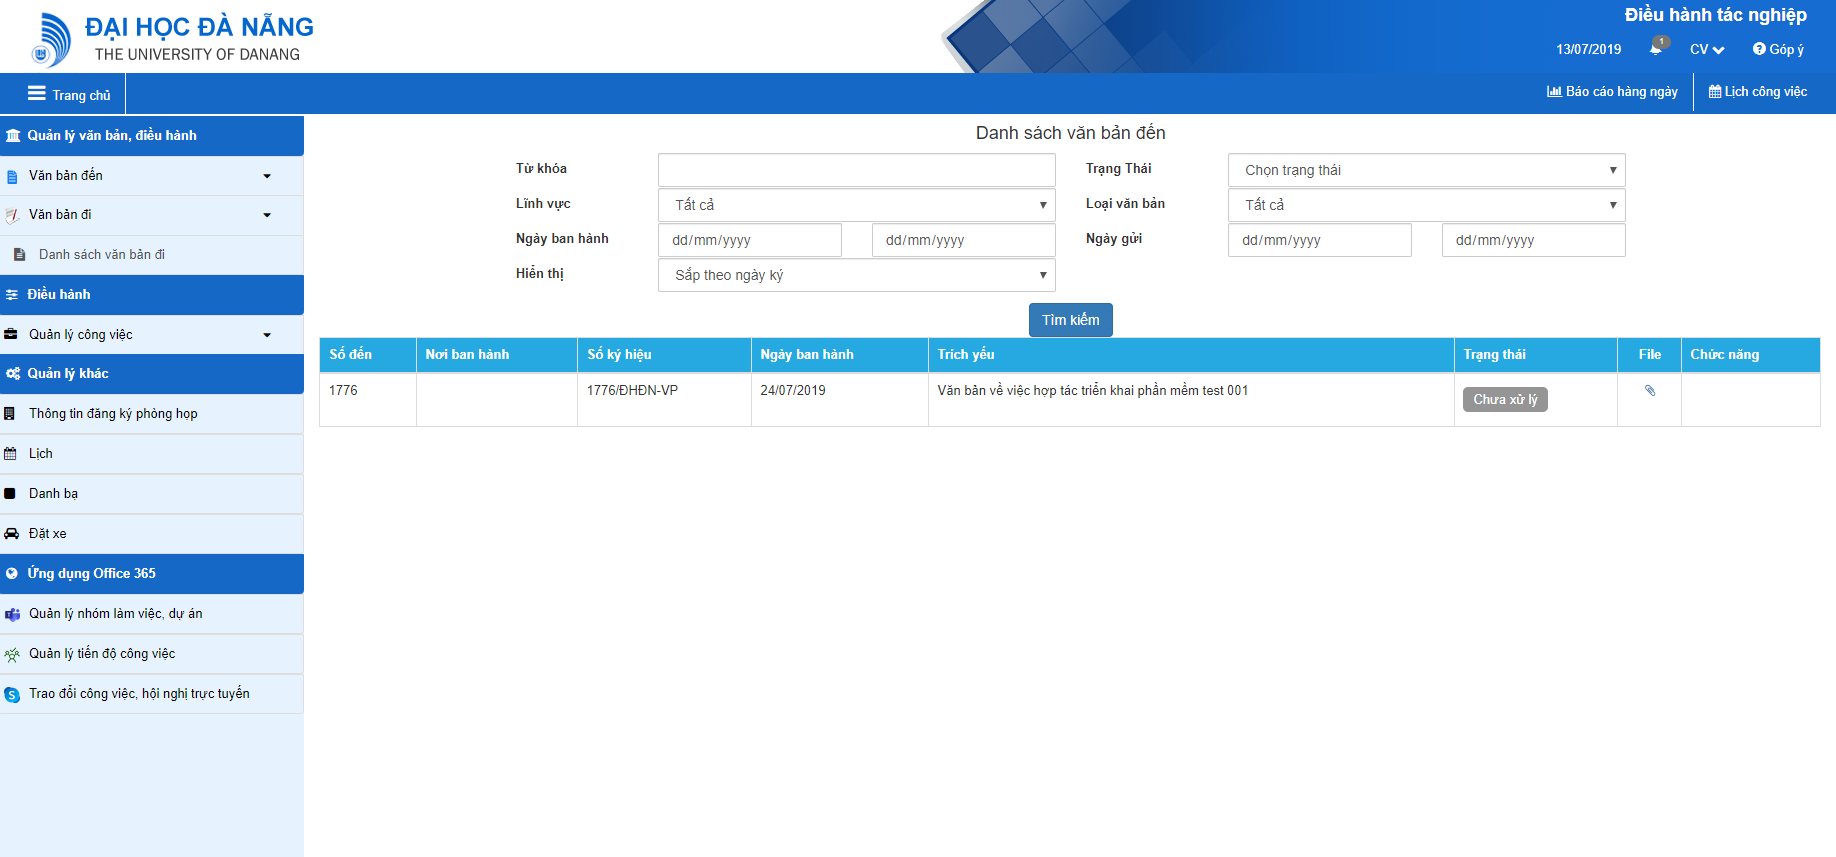 ĐẠI HỌC ĐÀ NẴNG
THE UNIVERSITY OF DANANG
Điều hành tác nghiệp
13/07/2019 1 CV Góp ý
Trang chủ
Báo cáo hàng ngày Lịch công việc
Quản lý văn bản, điều hành
Văn bản đến
Văn bản đi
Danh sách văn bản đi
Điều hành
Quản lý công việc
Quản lý khác
Thông tin đăng ký phòng họp
Lịch
Danh bạ
Đặt xe
Ứng dụng Office 365
Quản lý nhóm làm việc, dự án
Quản lý tiến độ công việc
Trao đổi công việc, hội nghị trực tuyến
Danh sách văn bản đến
Từ khóa Trạng Thái Chọn trạng thái
Lĩnh vực Tất cả Loại văn bản Tất cả
Ngày ban hành dd/mm/yyyy dd/mm/yyyy Ngày gửi dd/mm/yyyy dd/mm/yyyy
Hiển thị Sắp theo ngày ký
Tìm kiếm
Số đến Nơi ban hành Số ký hiệu Ngày ban hành Trích yếu Trạng thái File Chức năng
1776 1776/ĐHĐN-VP 24/07/2019 Văn bản về việc hợp tác triển khai phần mềm test 001 Chưa xử lý